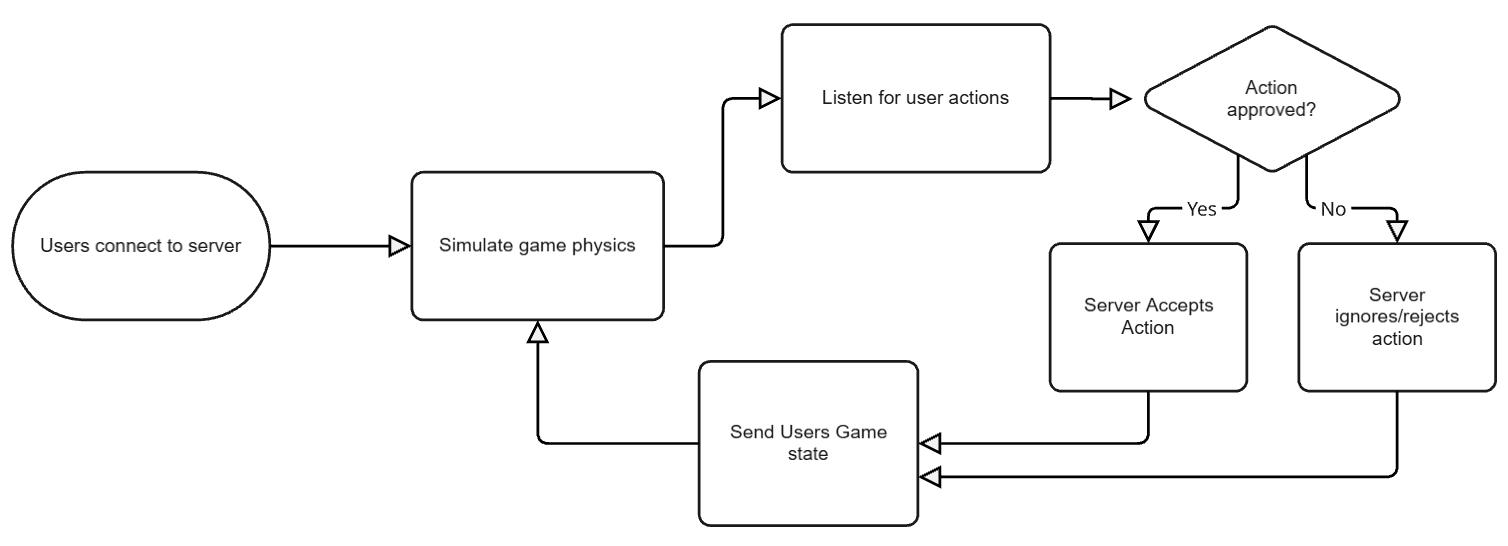 Users connect to server
Simulate game physics
Listen for user actions
Action
approved?
Yes
No
Server Accepts
Action
Server
ignores/rejects
action
Send Users Game
state